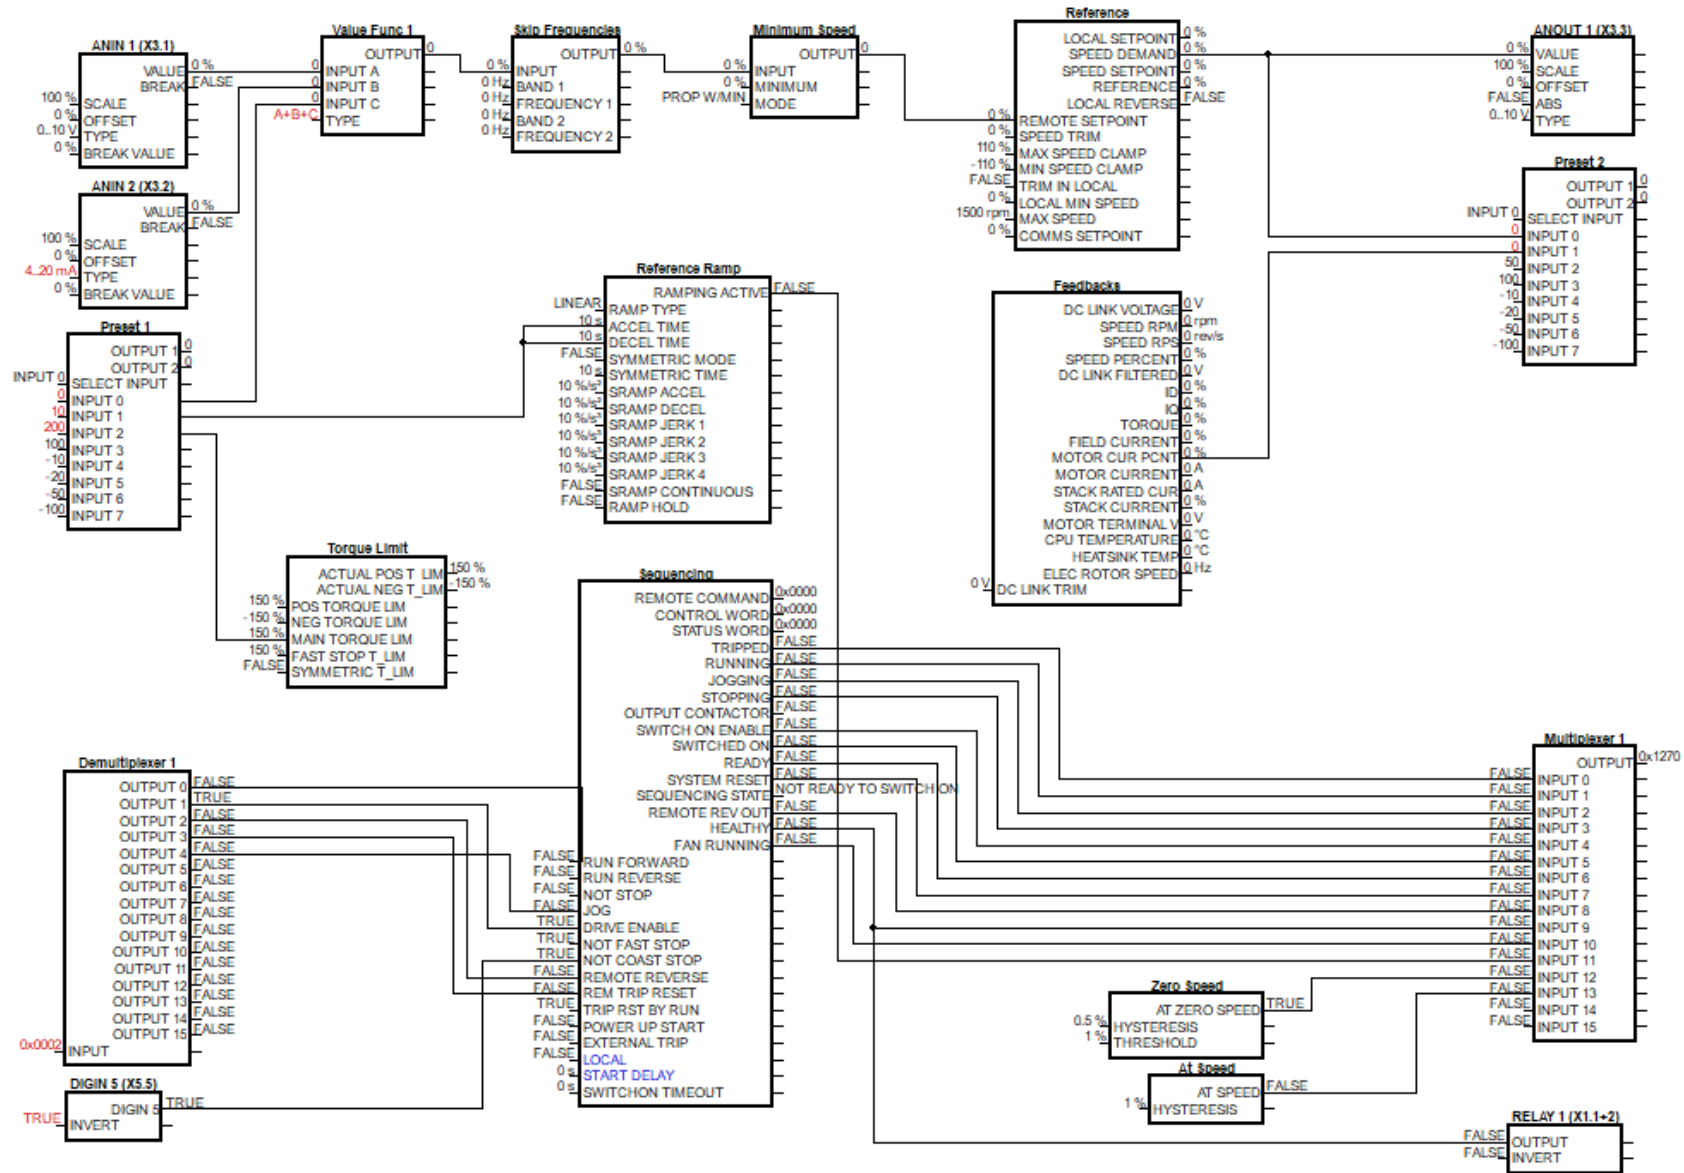 ANIN 1 (X3.1)
VALUE 0 %
BREAK FALSE
100 % SCALE
0% OFFSET
0..10 V TYPE
0 % BREAK VALUE
ANIN 2 (X3.2)
VALUE 0 %
BREAK FALSE
100 % SCALE
0% OFFSET
4..20 mA TYPE
0 % BREAK VALUE
Preset 1
OUTPUT 1 0
OUTPUT 2 0
INPUT 0 SELECT INPUT
0 INPUT 0
10 INPUT 1
200 INPUT 2
100 INPUT 3
-10 INPUT 4
-20 INPUT 5
-50 INPUT 6
-100 INPUT 7
Value Func 1
OUTPUT 0
0 INPUT A
0 INPUT B
0 INPUT C
A+B+C TYPE
Skip Frequencies
OUTPUT 0 %
0 % INPUT
0 Hz BAND 1
0 Hz FREQUENCY 1
0 Hz BAND 2
0 Hz FREQUENCY 2
Minimum Speed
OUTPUT 0
0 % INPUT
0 % MINIMUM
PROP W/MIN MODE
Reference
LOCAL SETPOINT 0 %
SPEED DEMAND 0 %
SPEED SETPOINT 0 %
REFERENCE 0 %
LOCAL REVERSE FALSE
0 % REMOTE SETPOINT
0 % SPEED TRIM
110 % MAX SPEED CLAMP
-110 % MIN SPEED CLAMP
FALSE TRIM IN LOCAL
0 % LOCAL MIN SPEED
1500 rpm MAX SPEED
0 % COMMS SETPOINT
ANOUT 1 (X3.3)
0 % VALUE
100 % SCALE
0 % OFFSET
FALSE ABS
0..10 V TYPE
Preset 2
OUTPUT 1 0
OUTPUT 2 0
INPUT 0 SELECT INPUT
0 INPUT 0
0 INPUT 1
50 INPUT 2
100 INPUT 3
-10 INPUT 4
-20 INPUT 5
-50 INPUT 6
-100 INPUT 7
Reference Ramp
RAMPING ACTIVE FALSE
LINEAR RAMP TYPE
10 s ACCEL TIME
10 s DECEL TIME
FALSE SYMMETRIC MODE
10 s SYMMETRIC TIME
10 %/s² SRAMP ACCEL
10 %/s² SRAMP DECEL
10 %/s³ SRAMP JERK 1
10 %/s³ SRAMP JERK 2
10 %/s³ SRAMP JERK 3
10 %/s³ SRAMP JERK 4
FALSE SRAMP CONTINUOUS
FALSE RAMP HOLD
Feedbacks
DC LINK VOLTAGE 0 V
SPEED RPM 0 rpm
SPEED RPS 0 rev/s
SPEED PERCENT 0 %
DC LINK FILTERED 0 V
ID 0 %
IQ 0 %
TORQUE 0 %
FIELD CURRENT 0 %
MOTOR CUR PCNT 0 %
MOTOR CURRENT 0 A
STACK RATED CUR 0 A
STACK CURRENT 0 %
MOTOR TERMINAL V 0 V
CPU TEMPERATURE 0 °C
HEATSINK TEMP 0 °C
ELEC ROTOR SPEED 0 Hz
0 V DC LINK TRIM
Torque Limit
ACTUAL POS T_LIM 150 %
ACTUAL NEG T_LIM -150 %
150 % POS TORQUE LIM
-150 % NEG TORQUE LIM
150 % MAIN TORQUE LIM
150 % FAST STOP T_LIM
FALSE SYMMETRIC T_LIM
Sequencing
REMOTE COMMAND 0x0000
CONTROL WORD 0x0000
STATUS WORD 0x0000
TRIPPED FALSE
RUNNING FALSE
JOGGING FALSE
STOPPING FALSE
OUTPUT CONTACTOR FALSE
SWITCH ON ENABLE FALSE
SWITCHED ON FALSE
READY FALSE
SYSTEM RESET FALSE
SEQUENCING STATE NOT READY TO SWITCH ON
REMOTE REV OUT FALSE
HEALTHY FALSE
FAN RUNNING FALSE
FALSE RUN FORWARD
FALSE RUN REVERSE
FALSE NOT STOP
FALSE JOG
TRUE DRIVE ENABLE
TRUE NOT FAST STOP
TRUE NOT COAST STOP
FALSE REMOTE REVERSE
FALSE REM TRIP RESET
TRUE TRIP RST BY RUN
FALSE POWER UP START
FALSE EXTERNAL TRIP
FALSE LOCAL
0 s START DELAY
0 s SWITCHON TIMEOUT
Demultiplexer 1
OUTPUT 0 FALSE
OUTPUT 1 TRUE
OUTPUT 2 FALSE
OUTPUT 3 FALSE
OUTPUT 4 FALSE
OUTPUT 5 FALSE
OUTPUT 6 FALSE
OUTPUT 7 FALSE
OUTPUT 8 FALSE
OUTPUT 9 FALSE
OUTPUT 10 FALSE
OUTPUT 11 FALSE
OUTPUT 12 FALSE
OUTPUT 13 FALSE
OUTPUT 14 FALSE
OUTPUT 15 FALSE
0x0002 INPUT
DIGIN 5 (X5.5)
DIGIN 5 TRUE
TRUE INVERT
Multiplexer 1
OUTPUT 0x1270
FALSE INPUT 0
FALSE INPUT 1
FALSE INPUT 2
FALSE INPUT 3
FALSE INPUT 4
FALSE INPUT 5
FALSE INPUT 6
FALSE INPUT 7
FALSE INPUT 8
FALSE INPUT 9
FALSE INPUT 10
FALSE INPUT 11
FALSE INPUT 12
FALSE INPUT 13
FALSE INPUT 14
FALSE INPUT 15
Zero Speed
AT ZERO SPEED TRUE
0.5 % HYSTERESIS
1 % THRESHOLD
At Speed
AT SPEED FALSE
1 % HYSTERESIS
RELAY 1 (X1.1+2)
FALSE OUTPUT
FALSE INVERT